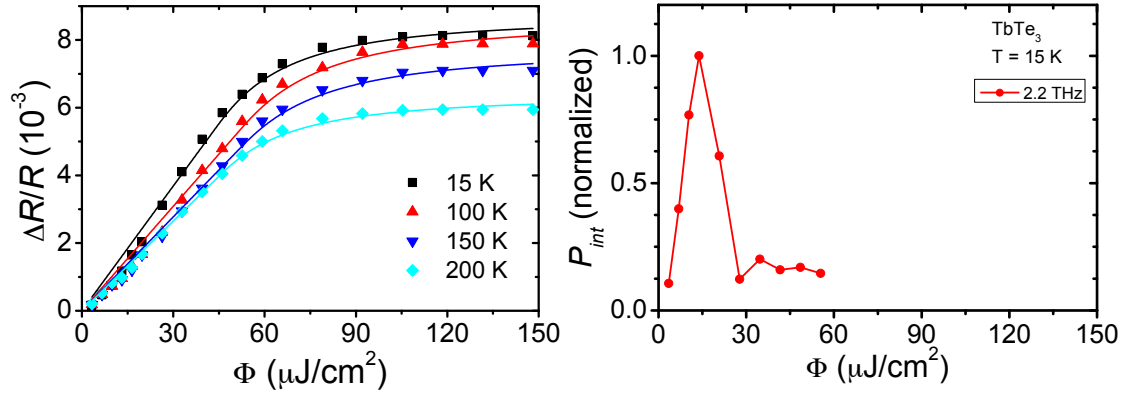 8
6
4
2
0
ΔR/R (10⁻³)
15 K
100 K
150 K
200 K
0 30 60 90 120 150
Φ (μJ/cm²)
1.0
0.5
0.0
P_int (normalized)
TbTe₃
T = 15 K
2.2 THz
0 30 60 90 120 150
Φ (μJ/cm²)